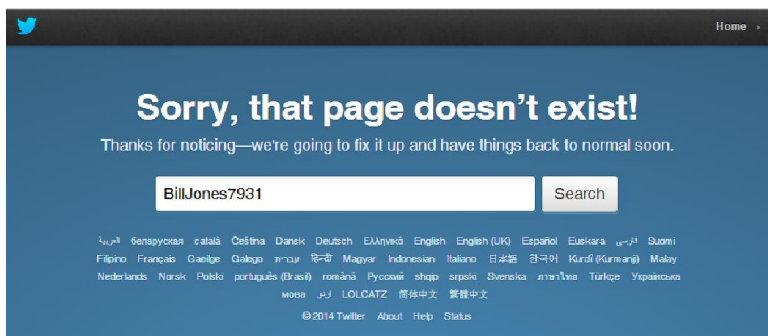 Home
Sorry, that page doesn't exist!
Thanks for noticing—we're going to fix it up and have things back to normal soon.
BillJones7931 Search
العربية беларуская català Čeština Dansk Deutsch Ελληνικά English English (UK) Español Euskara فارسی Suomi
Filipino Français Gaeilge Galego עברית हिन्दी Magyar Indonesian Italiano 日本語 한국어 Kurdî (Kurmanji) Malay
Nederlands Norsk Polski português (Brasil) română Русский shqip srpski Svenska ภาษาไทย Türkçe Українська
мова اردو LOLCATZ 简体中文 繁體中文
© 2014 Twitter About Help Status